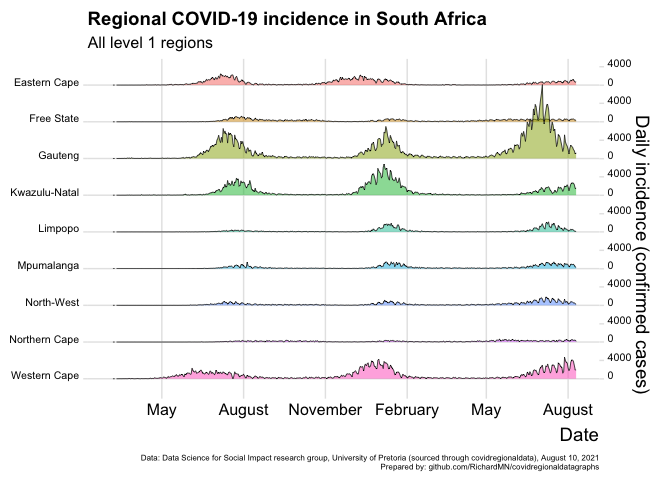 Regional COVID-19 incidence in South Africa
All level 1 regions
4000
Eastern Cape 0
4000
Free State 0
4000
Gauteng 0
4000
Kwazulu-Natal 0
4000
Limpopo 0
4000
Mpumalanga 0
4000
North-West 0
4000
Northern Cape 0
4000
Western Cape 0
Daily incidence (confirmed cases)
May August November February May August
Date
Data: Data Science for Social Impact research group, University of Pretoria (sourced through covidregionaldata), August 10, 2021
Prepared by: github.com/RichardMN/covidregionaldatagraphs